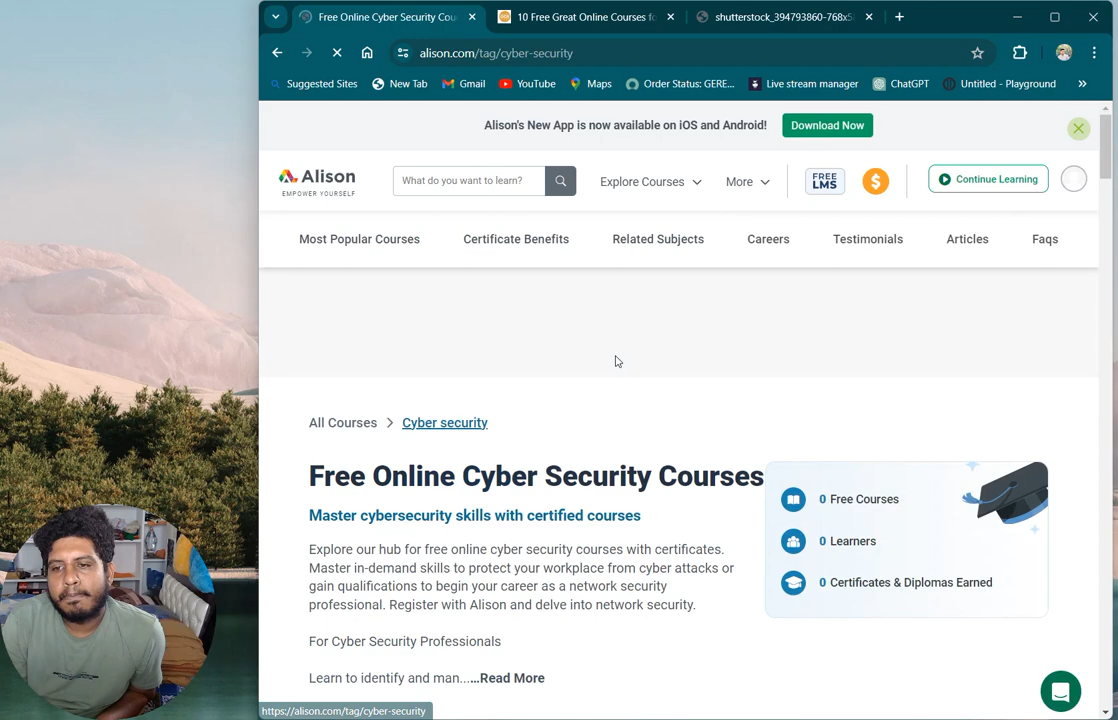 Free Online Cyber Security Cou
10 Free Great Online Courses fo
shutterstock_394793860-768x5
alison.com/tag/cyber-security
Suggested Sites
New Tab
Gmail
YouTube
Maps
Order Status: GERE...
Live stream manager
ChatGPT
Untitled - Playground
Alison's New App is now available on iOS and Android!
Download Now
Alison
EMPOWER YOURSELF
What do you want to learn?
Explore Courses
More
FREE
LMS
Continue Learning
Most Popular Courses
Certificate Benefits
Related Subjects
Careers
Testimonials
Articles
Faqs
All Courses > Cyber security
Free Online Cyber Security Courses
Master cybersecurity skills with certified courses
Explore our hub for free online cyber security courses with certificates.
Master in-demand skills to protect your workplace from cyber attacks or
gain qualifications to begin your career as a network security
professional. Register with Alison and delve into network security.
For Cyber Security Professionals
Learn to identify and man......Read More
0 Free Courses
0 Learners
0 Certificates & Diplomas Earned
https://alison.com/tag/cyber-security